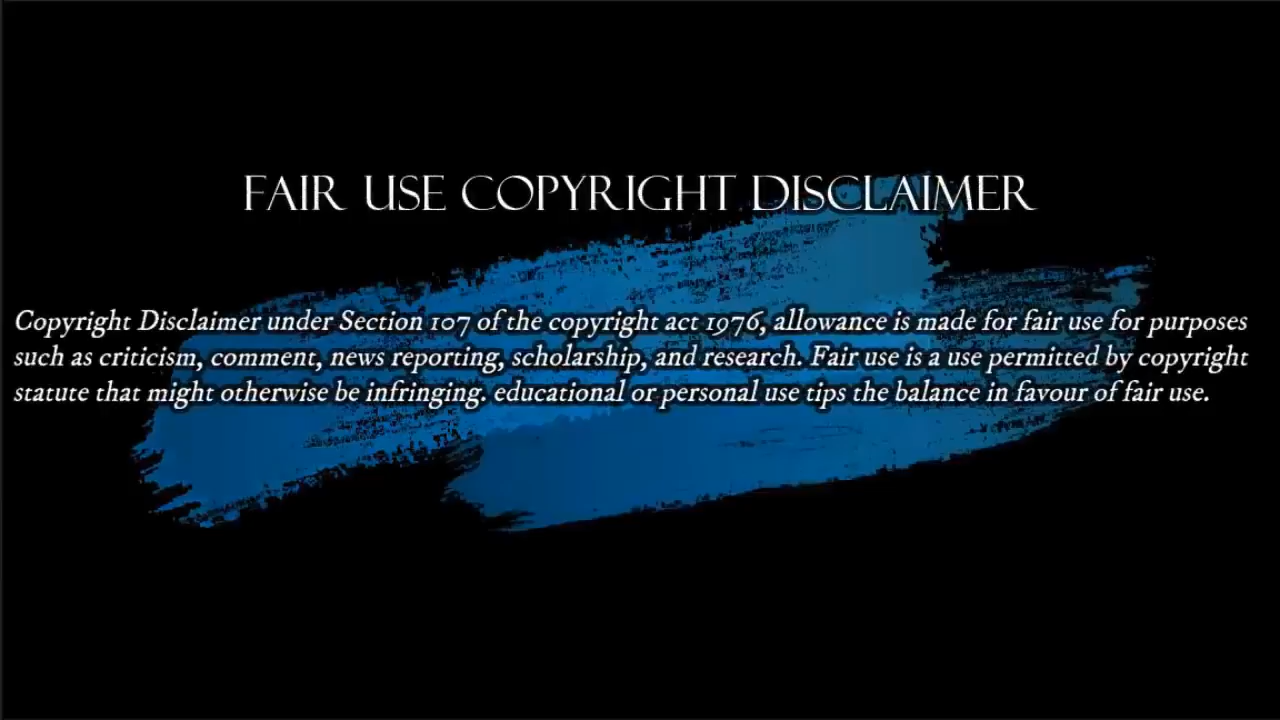 FAIR USE COPYRIGHT DISCLAIMER
Copyright Disclaimer under Section 107 of the copyright act 1976, allowance is made for fair use for purposes
such as criticism, comment, news reporting, scholarship, and research. Fair use is a use permitted by copyright
statute that might otherwise be infringing. educational or personal use tips the balance in favour of fair use.